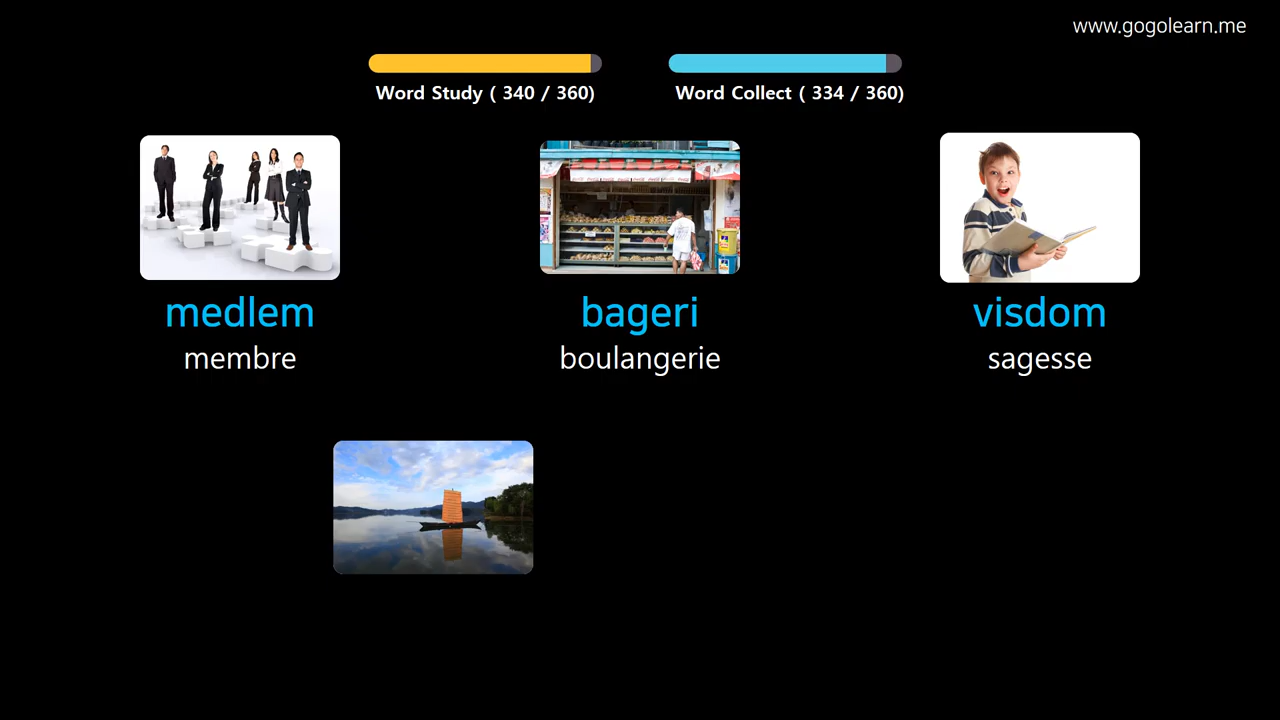 www.gogolearn.me
Word Study ( 340 / 360)
Word Collect ( 334 / 360)
medlem
bageri
visdom
membre
boulangerie
sagesse